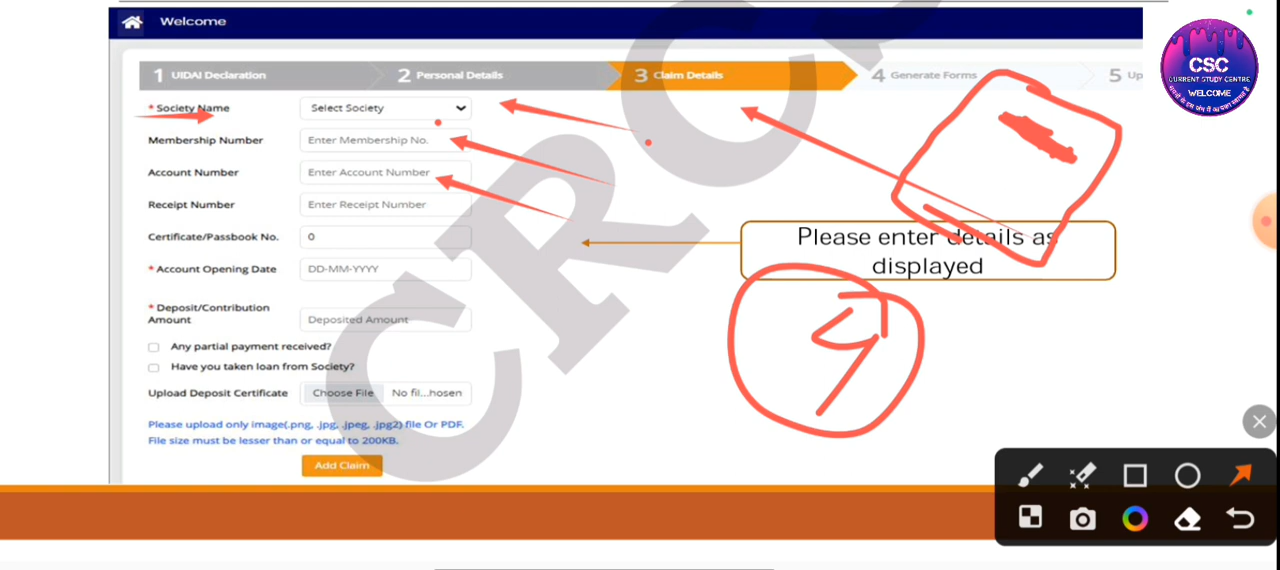 Welcome
1 UIDAI Declaration
2 Personal Details
3 Claim Details
4 Generate Forms
5 Up
CSC
CURRENT STUDY CENTRE
WELCOME
* Society Name
Select Society
Membership Number
Enter Membership No.
Account Number
Enter Account Number
Receipt Number
Enter Receipt Number
Certificate/Passbook No.
0
* Account Opening Date
DD-MM-YYYY
* Deposit/Contribution
Amount
Deposited Amount
Any partial payment received?
Have you taken loan from Society?
Upload Deposit Certificate
Choose File No fil...hosen
Please upload only image(.png, .jpg, .jpeg, .jpg2) file Or PDF.
File size must be lesser than or equal to 200KB.
Add Claim
Please enter details as
displayed
CRC